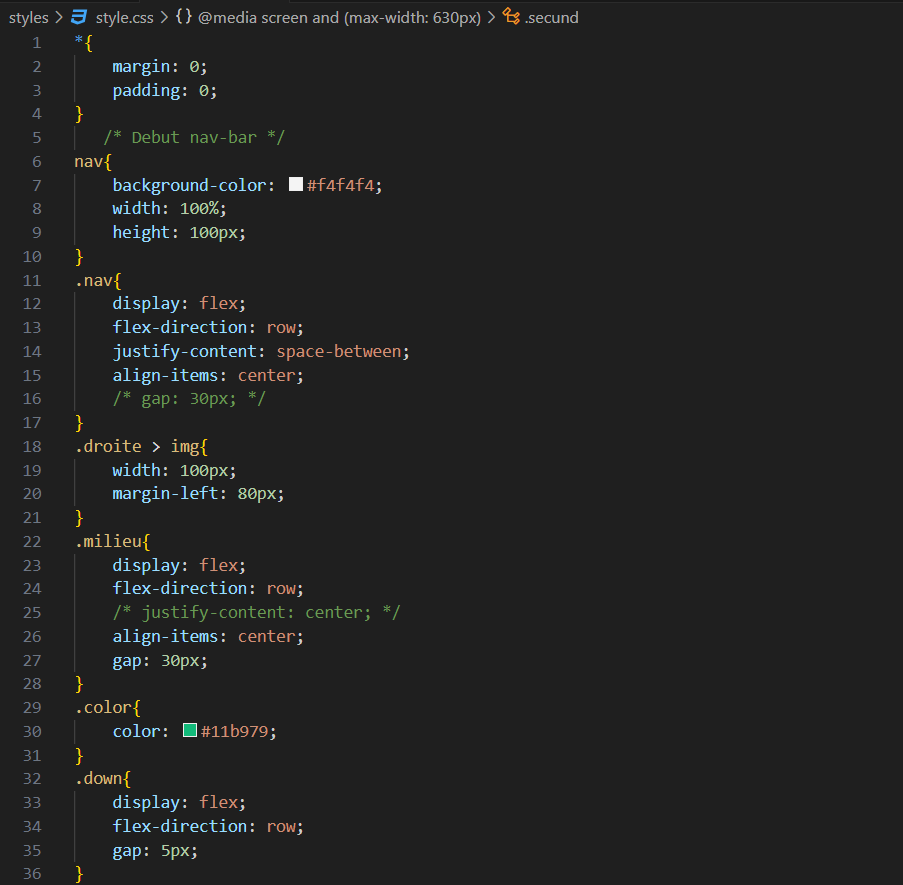 styles > style.css > {} @media screen and (max-width: 630px) > .secund
1 *{
2     margin: 0;
3     padding: 0;
4 }
5    /* Debut nav-bar */
6 nav{
7     background-color: #f4f4f4;
8     width: 100%;
9     height: 100px;
10 }
11 .nav{
12     display: flex;
13     flex-direction: row;
14     justify-content: space-between;
15     align-items: center;
16     /* gap: 30px; */
17 }
18 .droite > img{
19     width: 100px;
20     margin-left: 80px;
21 }
22 .milieu{
23     display: flex;
24     flex-direction: row;
25     /* justify-content: center; */
26     align-items: center;
27     gap: 30px;
28 }
29 .color{
30     color: #11b979;
31 }
32 .down{
33     display: flex;
34     flex-direction: row;
35     gap: 5px;
36 }